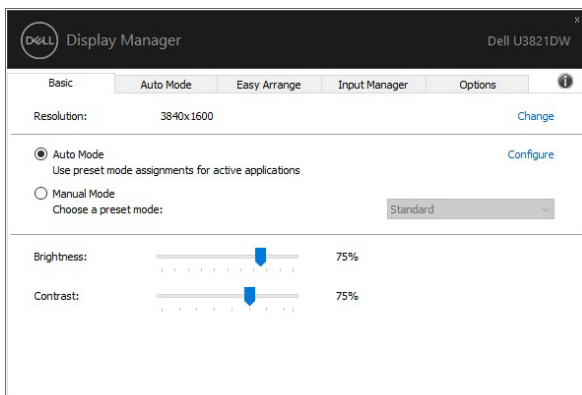 x
DELL Display Manager Dell U3821DW
Basic Auto Mode Easy Arrange Input Manager Options i
Resolution: 3840x1600 Change
Auto Mode Configure
Use preset mode assignments for active applications
Manual Mode
Choose a preset mode: Standard
Brightness: 75%
Contrast: 75%